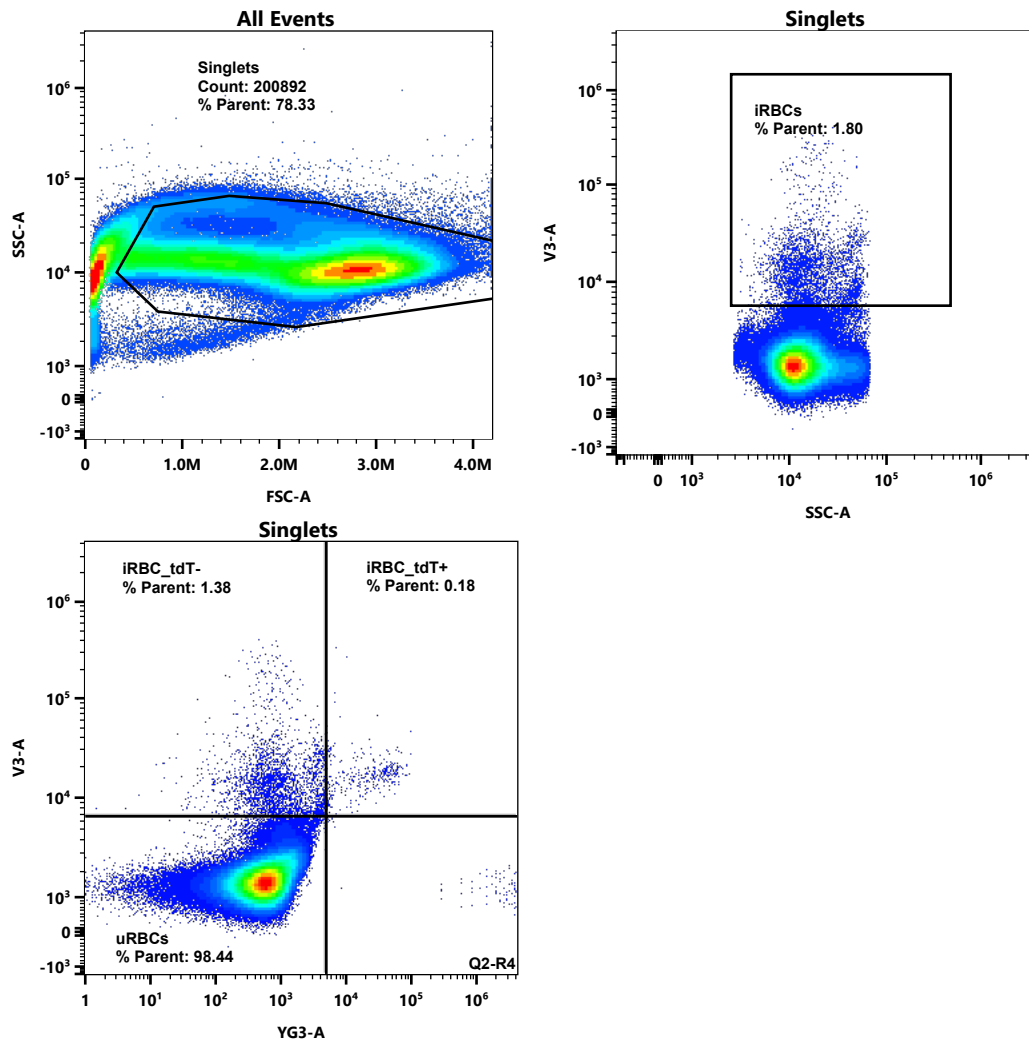 All Events
Singlets
Count: 200892
% Parent: 78.33
SSC-A
10⁶
10⁵
10⁴
10³
0
-10³
0
1.0M
2.0M
3.0M
4.0M
FSC-A
Singlets
iRBCs
% Parent: 1.80
V3-A
10⁶
10⁵
10⁴
10³
0
-10³
0
10³
10⁴
10⁵
10⁶
SSC-A
Singlets
iRBC_tdT-
% Parent: 1.38
iRBC_tdT+
% Parent: 0.18
V3-A
10⁶
10⁵
10⁴
10³
0
-10³
uRBCs
% Parent: 98.44
Q2-R4
1
10¹
10²
10³
10⁴
10⁵
10⁶
YG3-A